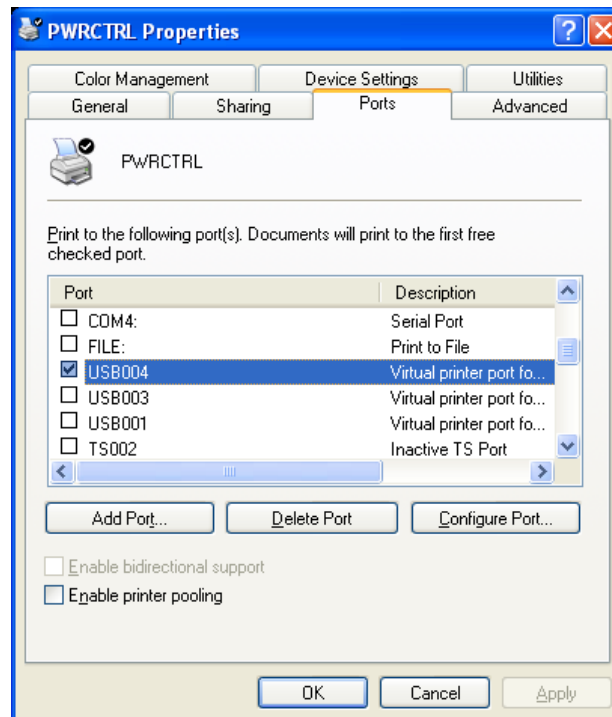 PWRCTRL Properties
Color Management Device Settings Utilities
General Sharing Ports Advanced
PWRCTRL
Print to the following port(s). Documents will print to the first free
checked port.
Port Description
COM4: Serial Port
FILE: Print to File
USB004 Virtual printer port fo...
USB003 Virtual printer port fo...
USB001 Virtual printer port fo...
TS002 Inactive TS Port
Add Port... Delete Port Configure Port...
Enable bidirectional support
Enable printer pooling
OK Cancel Apply